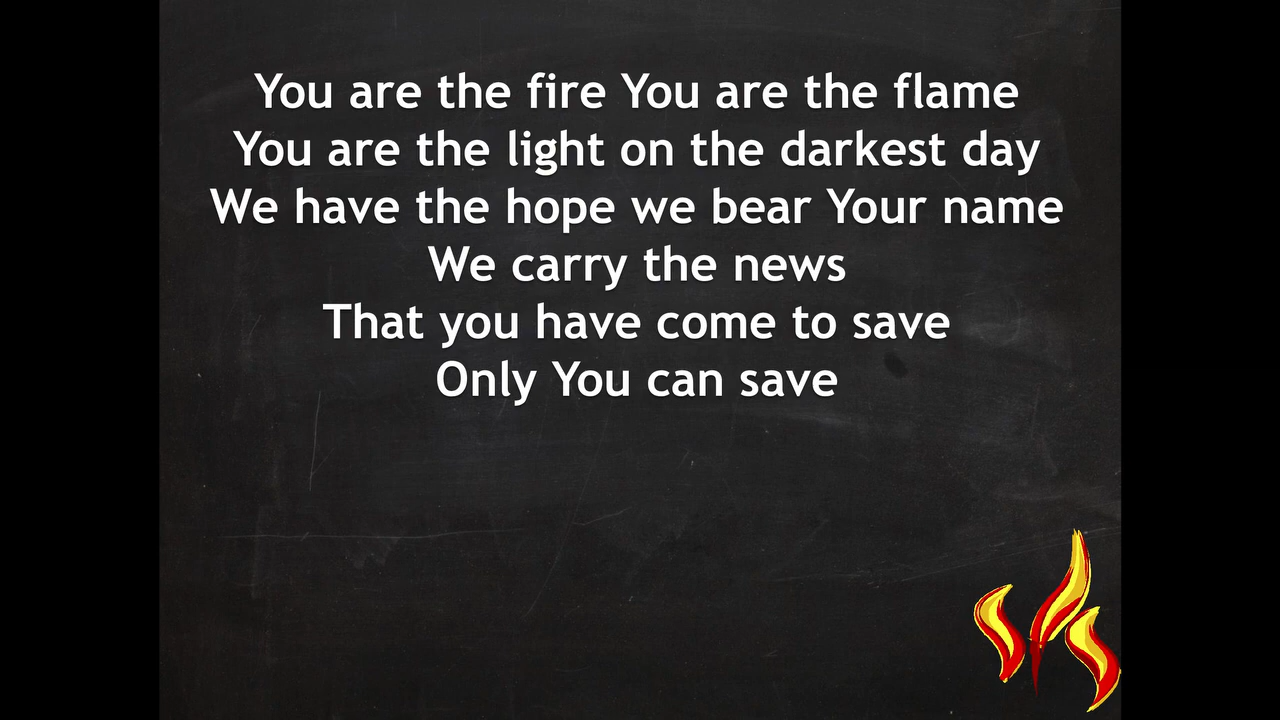 You are the fire You are the flame
You are the light on the darkest day
We have the hope we bear Your name
We carry the news
That you have come to save
Only You can save